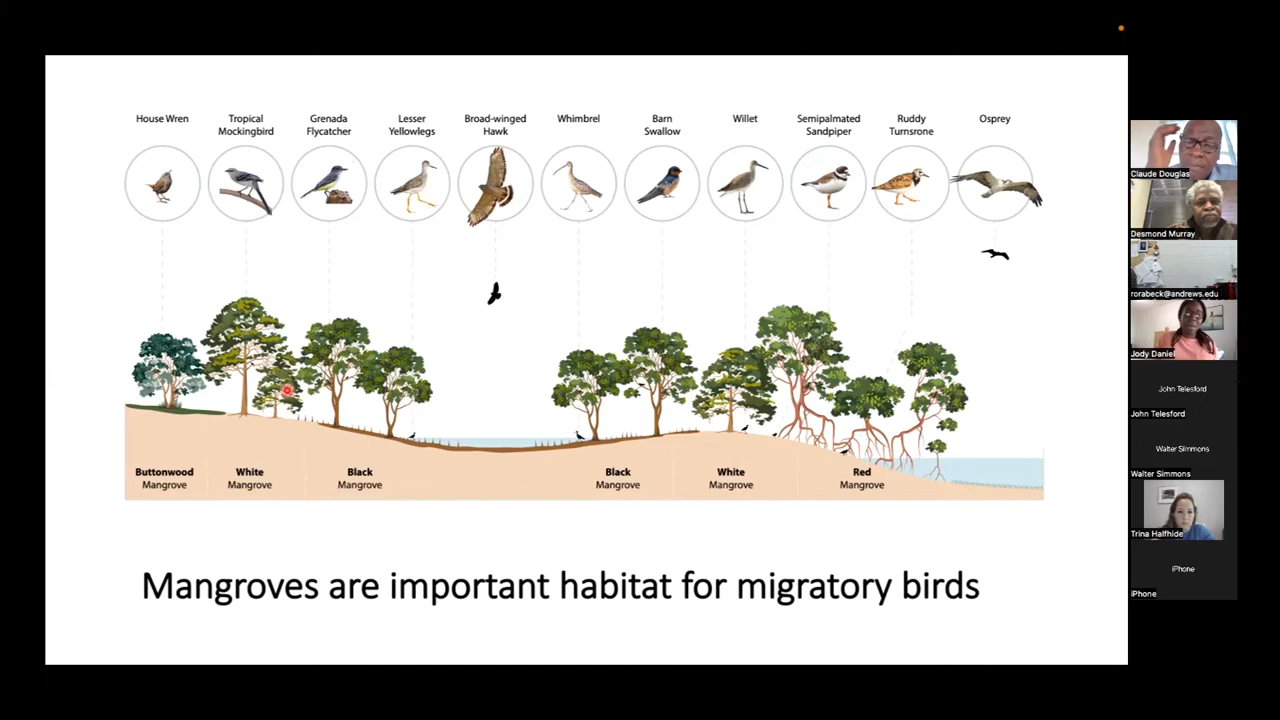 House Wren
Tropical
Mockingbird
Grenada
Flycatcher
Lesser
Yellowlegs
Broad-winged
Hawk
Whimbrel
Barn
Swallow
Willet
Semipalmated
Sandpiper
Ruddy
Turnsrone
Osprey
Buttonwood
Mangrove
White
Mangrove
Black
Mangrove
Black
Mangrove
White
Mangrove
Red
Mangrove
Mangroves are important habitat for migratory birds
Claude Douglas
Desmond Murray
rorabeck@andrews.edu
Jody Daniel
John Telesford
John Telesford
Walter Simmons
Walter Simmons
Trina Halfhide
iPhone
iPhone